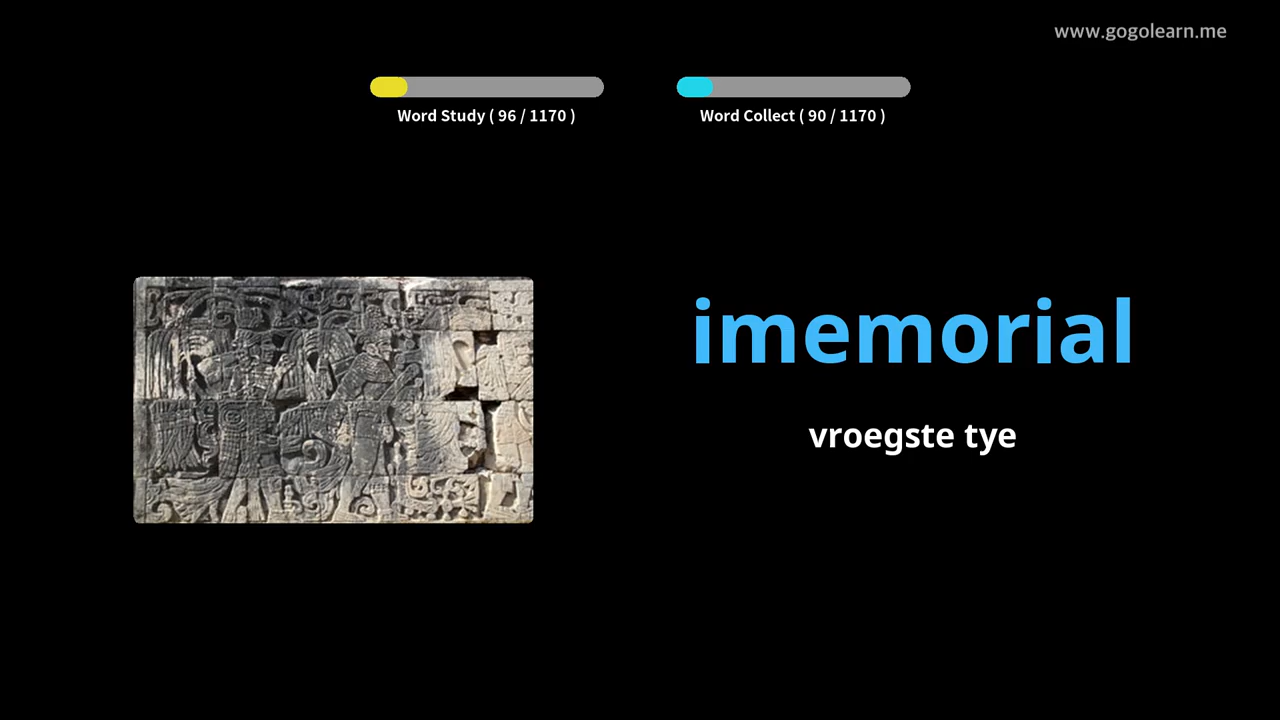 www.gogolearn.me
Word Study ( 96 / 1170 )
Word Collect ( 90 / 1170 )
imemorial
vroegste tye